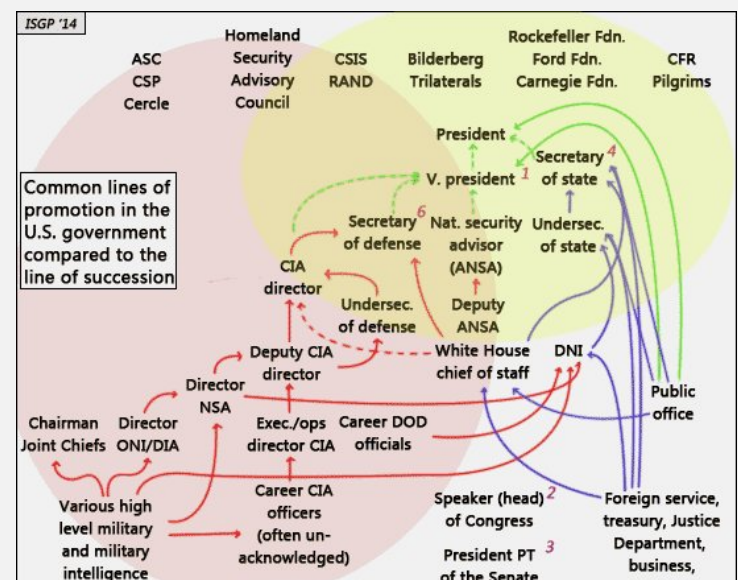 ISGP '14
ASC
CSP
Cercle
Homeland
Security
Advisory
Council
CSIS
RAND
Bilderberg
Trilaterals
Rockefeller Fdn.
Ford Fdn.
Carnegie Fdn.
CFR
Pilgrims
Common lines of
promotion in the
U.S. government
compared to the
line of succession
President
V. president 1
Secretary 4
of state
Secretary 6
of defense
Nat. security
advisor
(ANSA)
Undersec.
of state
CIA
director
Undersec.
of defense
Deputy
ANSA
Deputy CIA
director
White House
chief of staff
DNI
Director
NSA
Public
office
Chairman
Joint Chiefs
Director
ONI/DIA
Exec./ops
director CIA
Career DOD
officials
Various high
level military
and military
intelligence
Career CIA
officers
(often un-
acknowledged)
Speaker (head) 2
of Congress
President PT 3
of the Senate
Foreign service,
treasury, Justice
Department,
business,